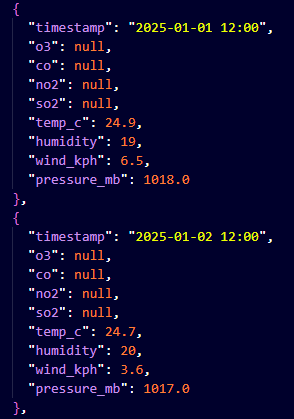 {
"timestamp": "2025-01-01 12:00",
"o3": null,
"co": null,
"no2": null,
"so2": null,
"temp_c": 24.9,
"humidity": 19,
"wind_kph": 6.5,
"pressure_mb": 1018.0
},
{
"timestamp": "2025-01-02 12:00",
"o3": null,
"co": null,
"no2": null,
"so2": null,
"temp_c": 24.7,
"humidity": 20,
"wind_kph": 3.6,
"pressure_mb": 1017.0
},